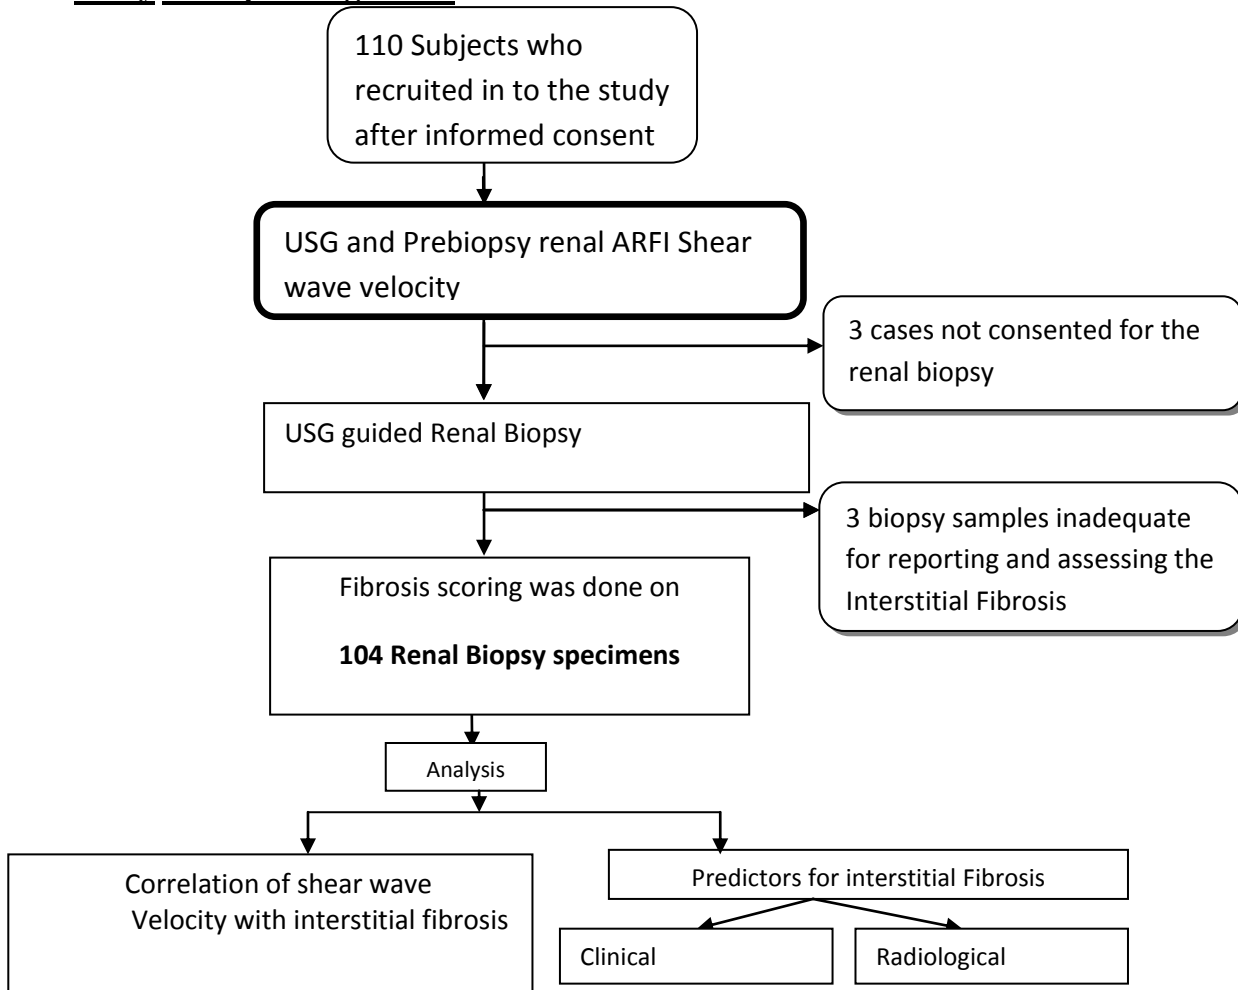 110 Subjects who
recruited in to the study
after informed consent
USG and Prebiopsy renal ARFI Shear
wave velocity
3 cases not consented for the
renal biopsy
USG guided Renal Biopsy
3 biopsy samples inadequate
for reporting and assessing the
Interstitial Fibrosis
Fibrosis scoring was done on
104 Renal Biopsy specimens
Analysis
Correlation of shear wave
Velocity with interstitial fibrosis
Predictors for interstitial Fibrosis
Clinical
Radiological